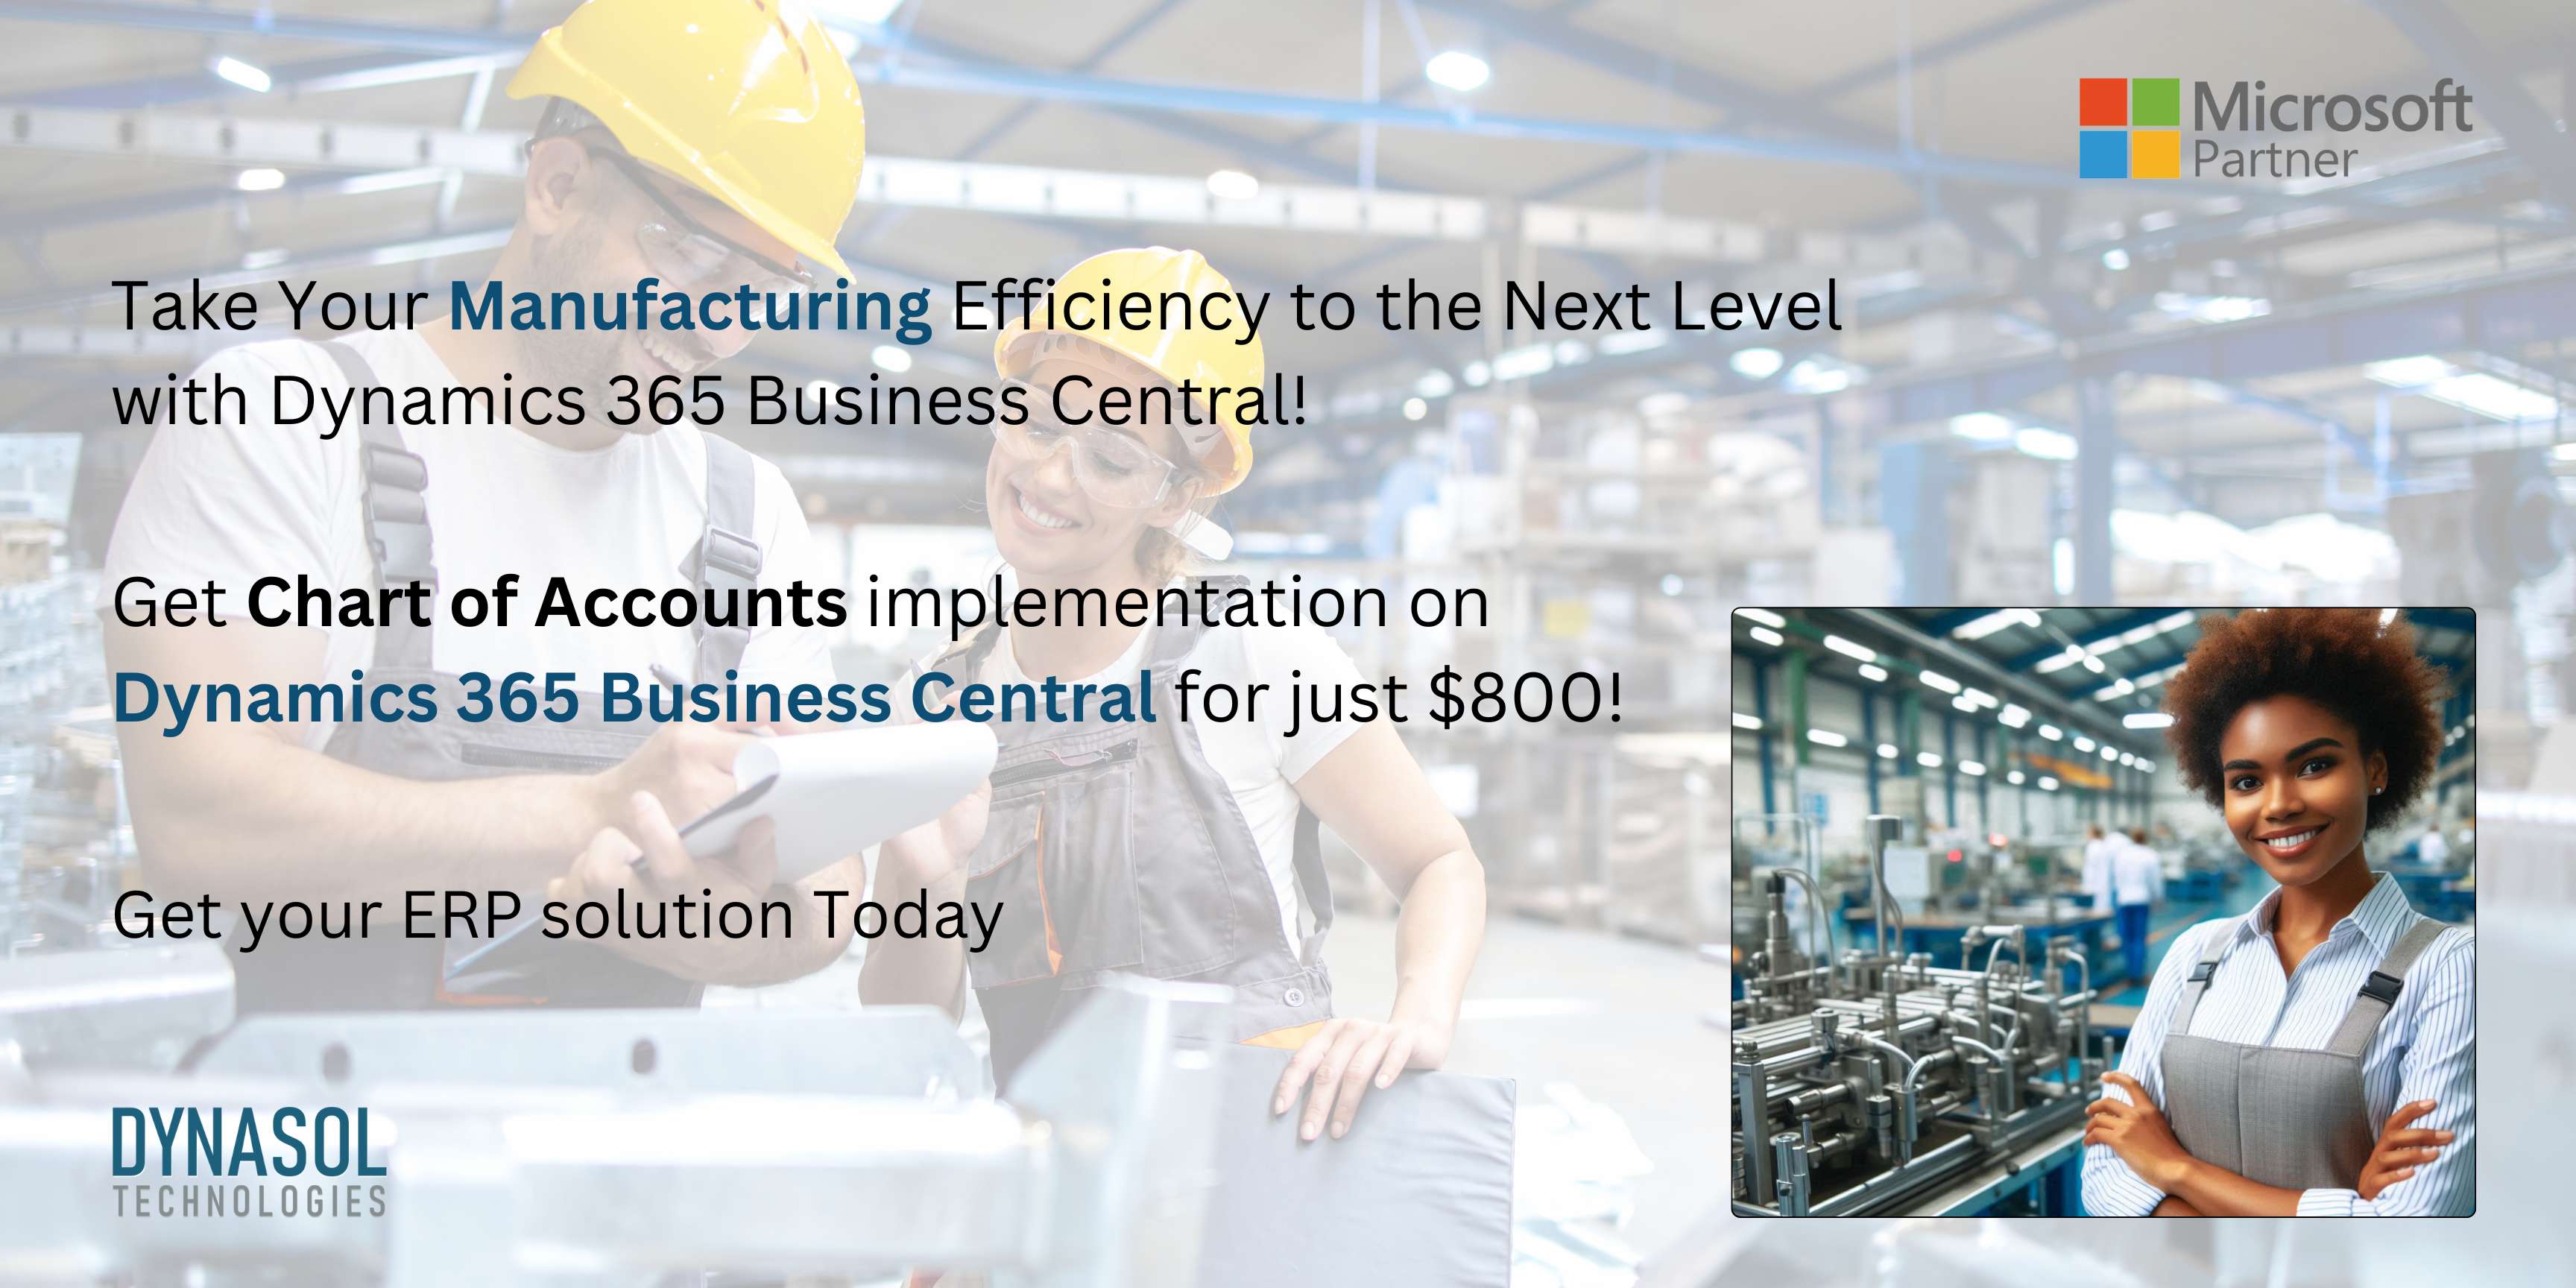 Microsoft
Partner
Take Your Manufacturing Efficiency to the Next Level
with Dynamics 365 Business Central!
Get Chart of Accounts implementation on
Dynamics 365 Business Central for just $800!
Get your ERP solution Today
DYNASOL
TECHNOLOGIES